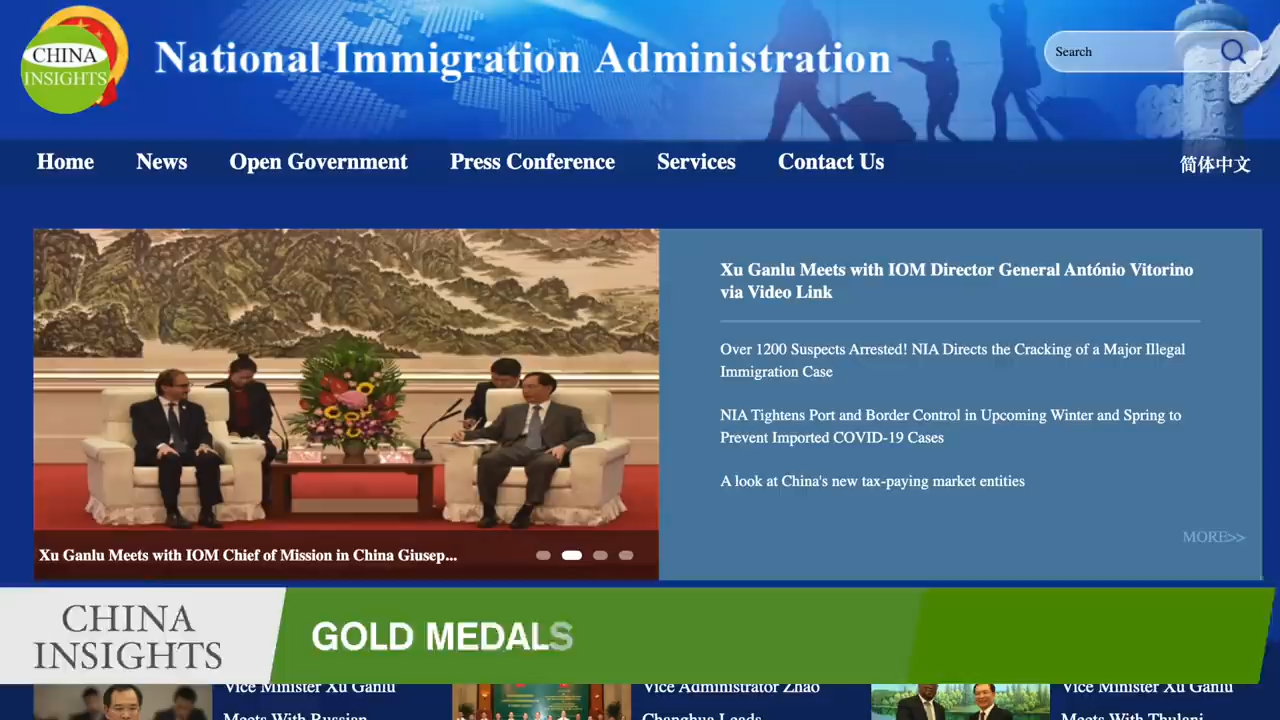 CHINA
INSIGHTS
National Immigration Administration
Search
Home News Open Government Press Conference Services Contact Us 简体中文
Xu Ganlu Meets with IOM Director General António Vitorino
via Video Link
Over 1200 Suspects Arrested! NIA Directs the Cracking of a Major Illegal
Immigration Case
NIA Tightens Port and Border Control in Upcoming Winter and Spring to
Prevent Imported COVID-19 Cases
A look at China's new tax-paying market entities
MORE>>
Xu Ganlu Meets with IOM Chief of Mission in China Giusep...
CHINA
INSIGHTS
GOLD MEDALS
Vice Minister Xu Ganlu
Meets With Russian
Vice Administrator Zhao
Changhua Leads
Vice Minister Xu Ganlu
Meets With Thulani